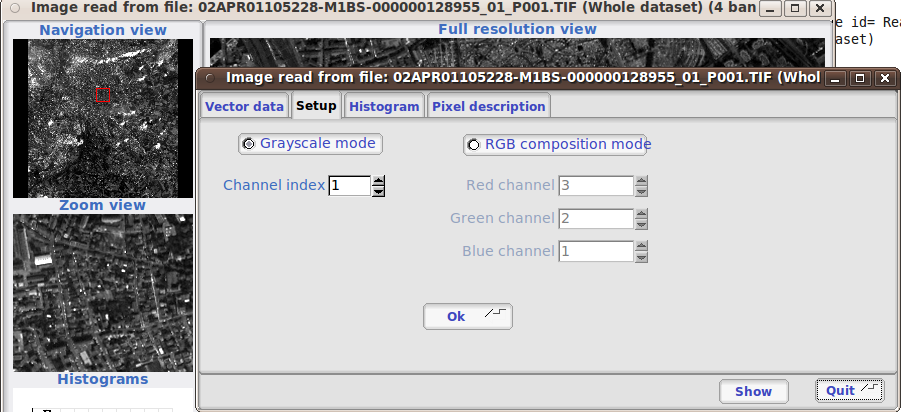 Image read from file: 02APR01105228-M1BS-000000128955_01_P001.TIF (Whole dataset) (4 ban
e id= Rea
aset)
Navigation view
Full resolution view
Image read from file: 02APR01105228-M1BS-000000128955_01_P001.TIF (Whol
Vector data Setup Histogram Pixel description
Grayscale mode RGB composition mode
Channel index 1 Red channel 3
Zoom view
Green channel 2
Blue channel 1
Ok
Histograms
Show Quit